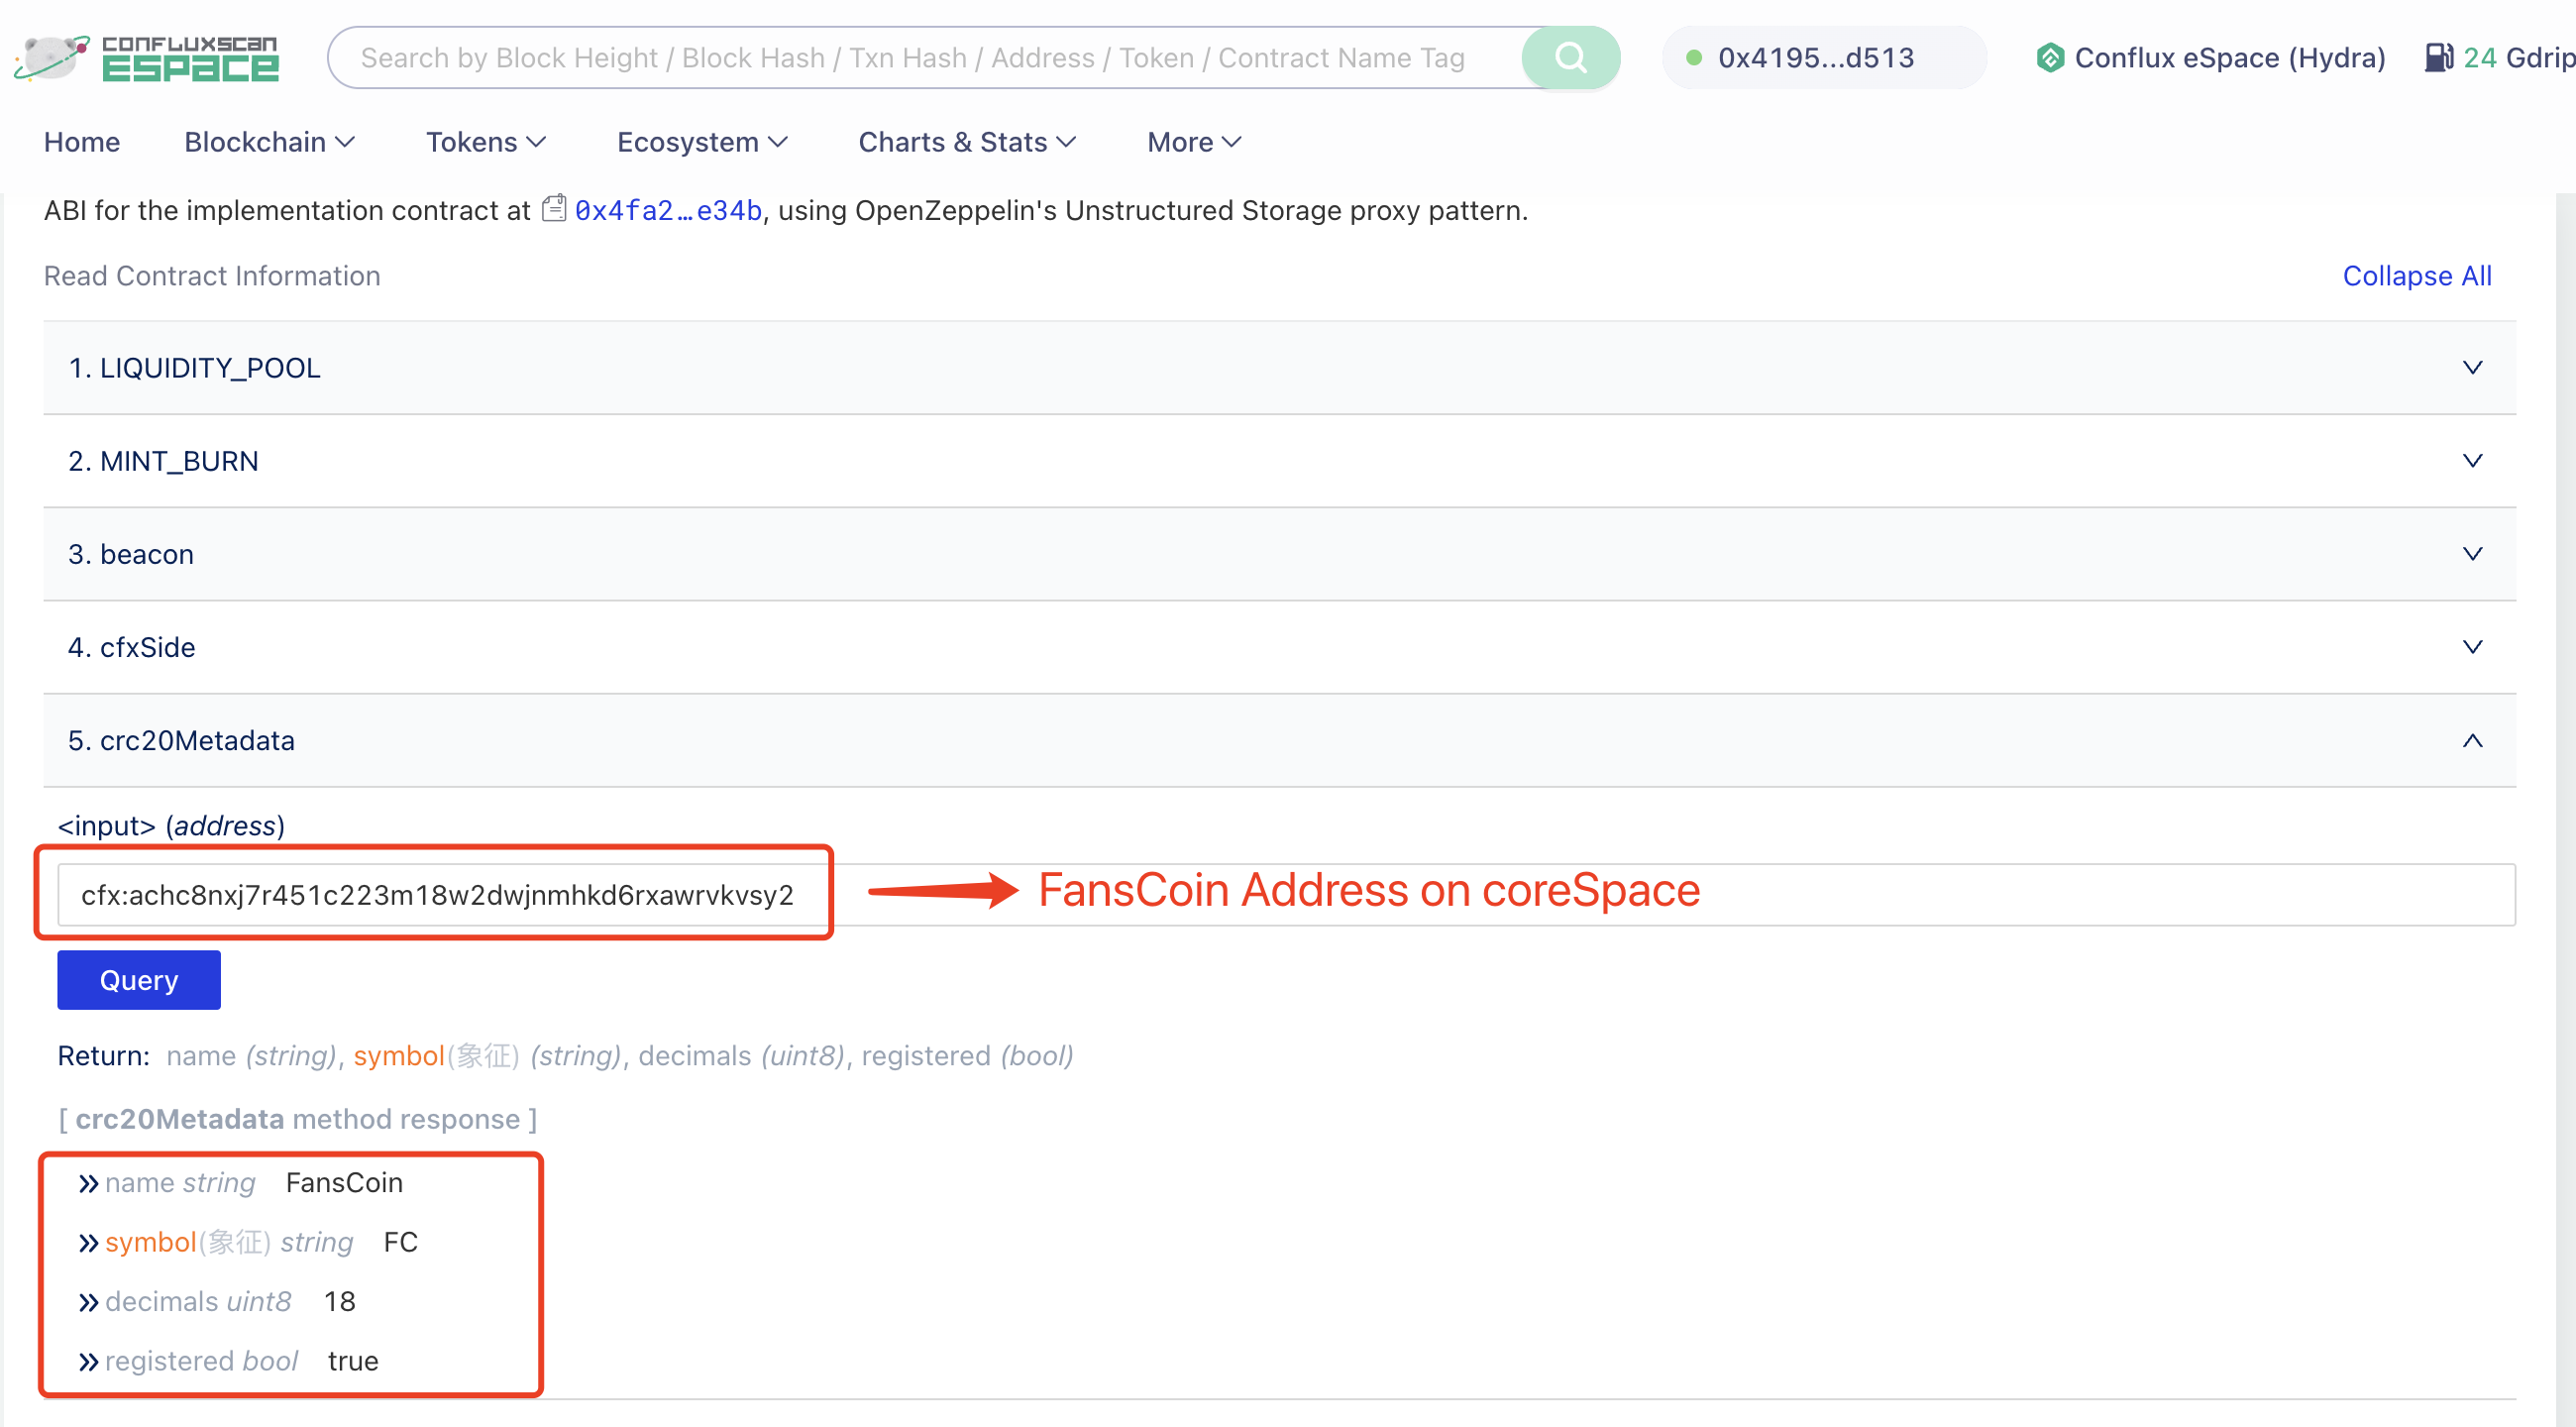 CONFLUXSCAN
ESPACE
Search by Block Height / Block Hash / Txn Hash / Address / Token / Contract Name Tag
0x4195...d513
Conflux eSpace (Hydra)
24 Gdrip
Home
Blockchain
Tokens
Ecosystem
Charts & Stats
More
ABI for the implementation contract at 0x4fa2…e34b, using OpenZeppelin's Unstructured Storage proxy pattern.
Read Contract Information
Collapse All
1. LIQUIDITY_POOL
2. MINT_BURN
3. beacon
4. cfxSide
5. crc20Metadata
<input> (address)
cfx:achc8nxj7r451c223m18w2dwjnmhkd6rxawrvkvsy2
FansCoin Address on coreSpace
Query
Return: name (string), symbol(象征) (string), decimals (uint8), registered (bool)
[ crc20Metadata method response ]
name string FansCoin
symbol(象征) string FC
decimals uint8 18
registered bool true